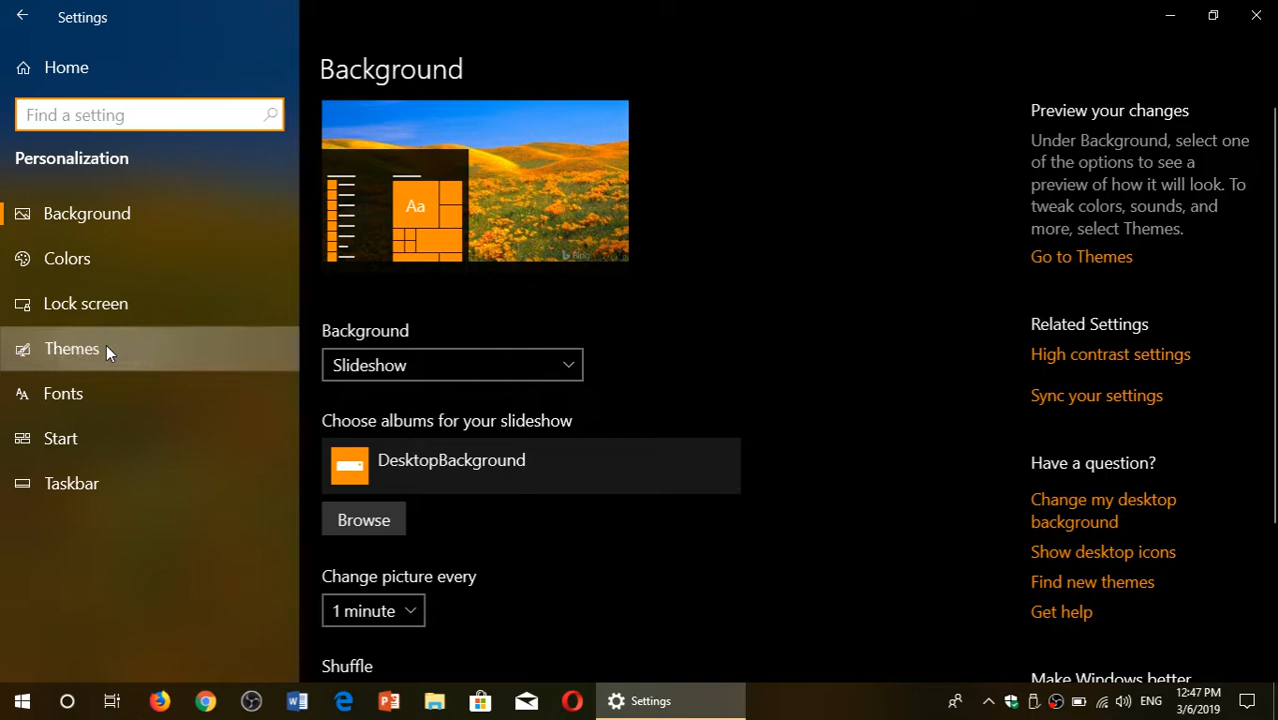 Settings
Home
Find a setting
Personalization
Background
Colors
Lock screen
Themes
Fonts
Start
Taskbar
Background
Aa
Bing
Background
Slideshow
Choose albums for your slideshow
DesktopBackground
Browse
Change picture every
1 minute
Shuffle
Preview your changes
Under Background, select one
of the options to see a
preview of how it will look. To
tweak colors, sounds, and
more, select Themes.
Go to Themes
Related Settings
High contrast settings
Sync your settings
Have a question?
Change my desktop
background
Show desktop icons
Find new themes
Get help
Make Windows better
Settings
ENG
12:47 PM
3/6/2019